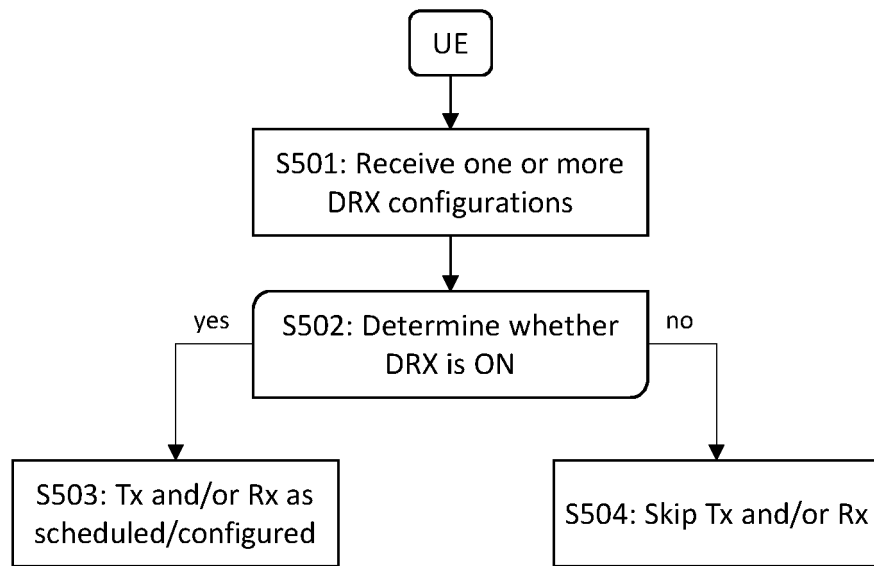 UE
S501: Receive one or more
DRX configurations
yes
S502: Determine whether
DRX is ON
no
S503: Tx and/or Rx as
scheduled/configured
S504: Skip Tx and/or Rx